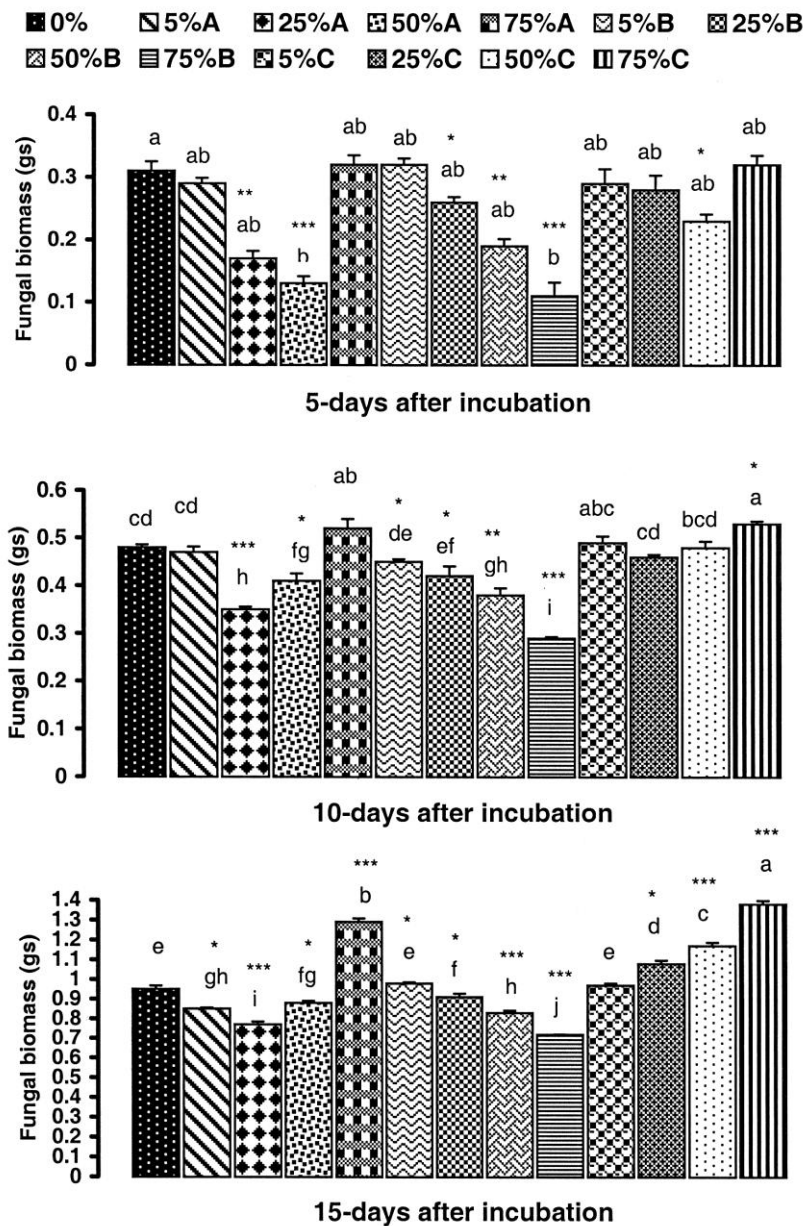 0% 5%A 25%A 50%A 75%A 5%B 25%B
50%B 75%B 5%C 25%C 50%C 75%C
Fungal biomass (gs)
0.4
0.3
0.2
0.1
0
a ab ** ab *** b ab ab * ab ** ab *** b ab ab * ab ab
5-days after incubation
Fungal biomass (gs)
0.6
0.5
0.4
0.3
0.2
0.1
0
cd cd *** h * fg ab * de * ef ** gh *** i abc cd bcd * a
10-days after incubation
Fungal biomass (gs)
1.4
1.3
1.2
1.1
1
0.9
0.8
0.7
0.6
0.5
0.4
0.3
0.2
0.1
0
e * gh *** i * fg *** b * e * f *** h *** j e * d *** c *** a
15-days after incubation